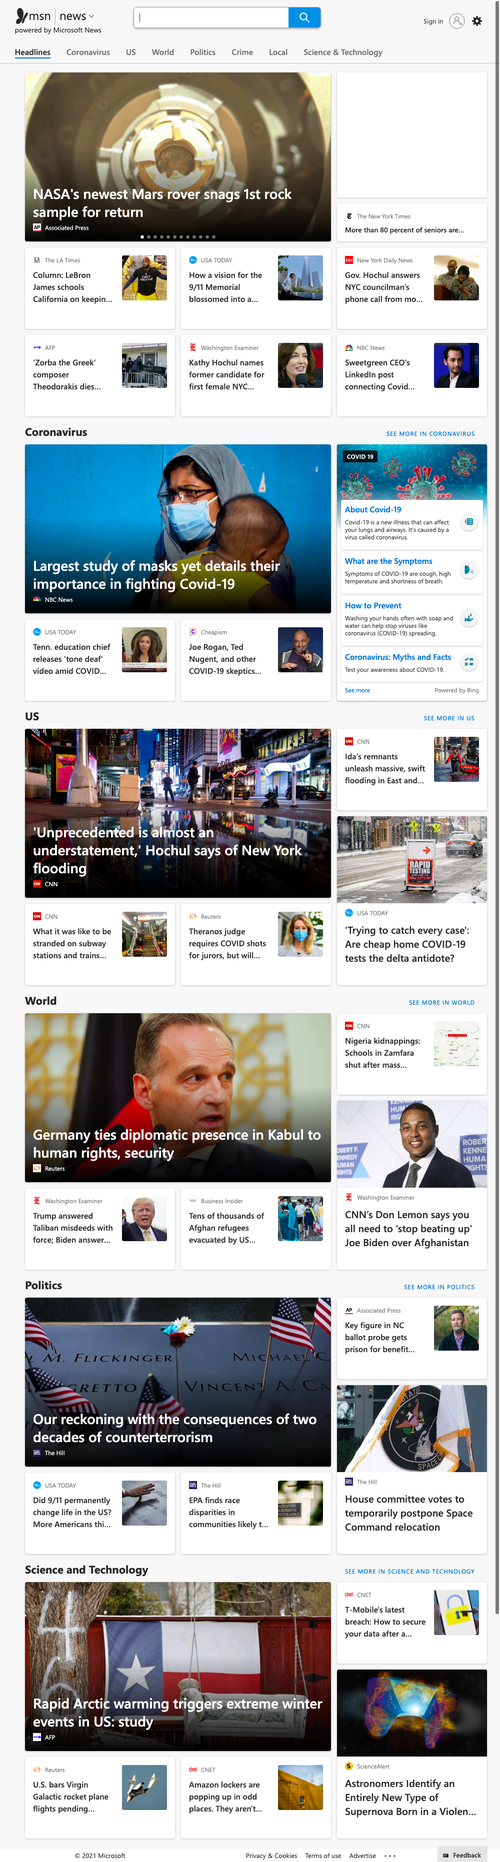 msn | news
powered by Microsoft News
Sign in
Headlines Coronavirus US World Politics Crime Local Science & Technology
NASA's newest Mars rover snags 1st rock
sample for return
AP Associated Press
The New York Times
More than 80 percent of seniors are...
The LA Times
Column: LeBron
James schools
California on keepin...
USA TODAY
How a vision for the
9/11 Memorial
blossomed into a...
New York Daily News
Gov. Hochul answers
NYC councilman's
phone call from mo...
AFP
'Zorba the Greek'
composer
Theodorakis dies...
Washington Examiner
Kathy Hochul names
former candidate for
first female NYC...
NBC News
Sweetgreen CEO's
LinkedIn post
connecting Covid...
Coronavirus
SEE MORE IN CORONAVIRUS
Largest study of masks yet details their
importance in fighting Covid-19
NBC News
COVID 19
About Covid-19
Covid-19 is a new illness that can affect
your lungs and airways. It's caused by a
virus called coronavirus.
What are the Symptoms
Symptoms of COVID-19 are cough, high
temperature and shortness of breath.
How to Prevent
Washing your hands often with soap and
water can help stop viruses like
coronavirus (COVID-19) spreading.
Coronavirus: Myths and Facts
Test your awareness about COVID-19.
See more
Powered by Bing
USA TODAY
Tenn. education chief
releases 'tone deaf'
video amid COVID...
Cheapism
Joe Rogan, Ted
Nugent, and other
COVID-19 skeptics...
US
SEE MORE IN US
'Unprecedented is almost an
understatement,' Hochul says of New York
flooding
CNN
CNN
Ida's remnants
unleash massive, swift
flooding in East and...
RAPID
TESTING
USA TODAY
'Trying to catch every case':
Are cheap home COVID-19
tests the delta antidote?
CNN
What it was like to be
stranded on subway
stations and trains...
Reuters
Theranos judge
requires COVID shots
for jurors, but will...
World
SEE MORE IN WORLD
Germany ties diplomatic presence in Kabul to
human rights, security
Reuters
CNN
Nigeria kidnappings:
Schools in Zamfara
shut after mass...
ROBERT F.
KENNEDY
HUMAN
RIGHTS
Washington Examiner
CNN's Don Lemon says you
all need to 'stop beating up'
Joe Biden over Afghanistan
Washington Examiner
Trump answered
Taliban misdeeds with
force; Biden answer...
Business Insider
Tens of thousands of
Afghan refugees
evacuated by US...
Politics
SEE MORE IN POLITICS
M. FLICKINGER
MICHAEL C
GRETTO
VINCENT A. CA
Our reckoning with the consequences of two
decades of counterterrorism
The Hill
AP Associated Press
Key figure in NC
ballot probe gets
prison for benefit...
The Hill
House committee votes to
temporarily postpone Space
Command relocation
USA TODAY
Did 9/11 permanently
change life in the US?
More Americans thi...
The Hill
EPA finds race
disparities in
communities likely t...
Science and Technology
SEE MORE IN SCIENCE AND TECHNOLOGY
Rapid Arctic warming triggers extreme winter
events in US: study
AFP
CNET
T-Mobile's latest
breach: How to secure
your data after a...
ScienceAlert
Astronomers Identify an
Entirely New Type of
Supernova Born in a Violen...
Reuters
U.S. bars Virgin
Galactic rocket plane
flights pending...
CNET
Amazon lockers are
popping up in odd
places. They aren't...
© 2021 Microsoft
Privacy & Cookies Terms of use Advertise ...
Feedback